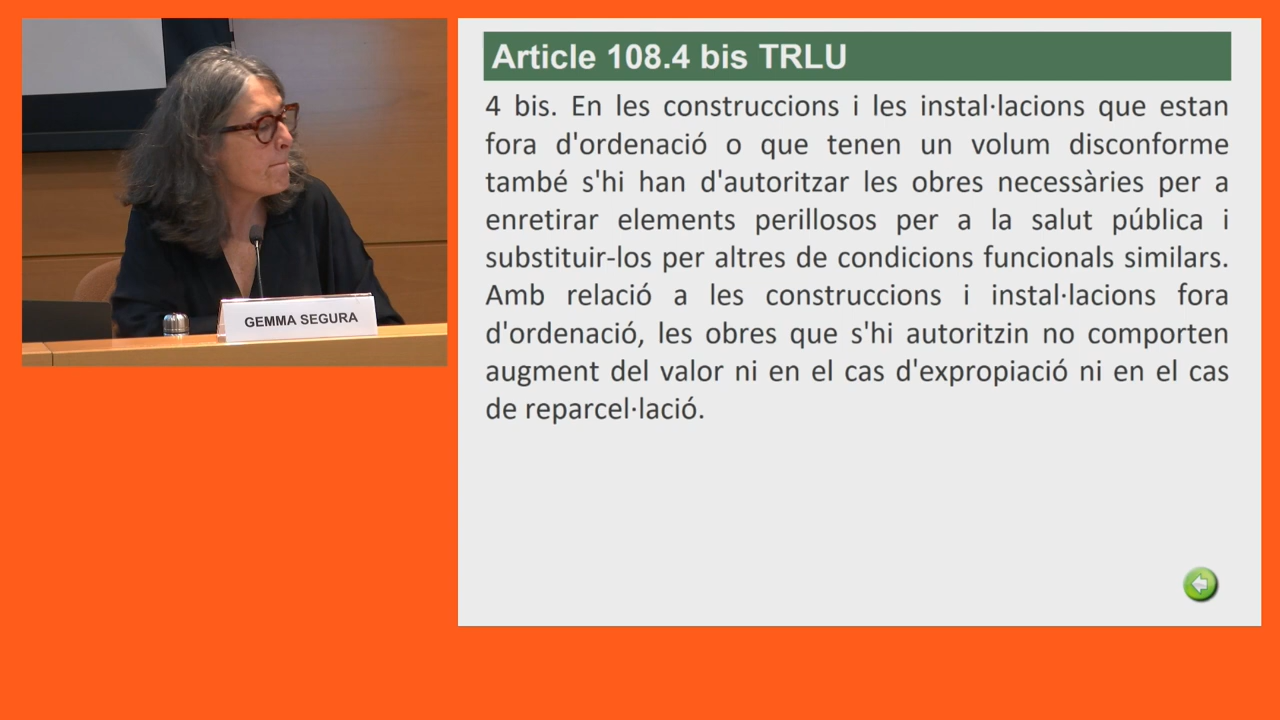 GEMMA SEGURA
Article 108.4 bis TRLU
4 bis. En les construccions i les instal·lacions que estan
fora d'ordenació o que tenen un volum disconforme
també s'hi han d'autoritzar les obres necessàries per a
enretirar elements perillosos per a la salut pública i
substituir-los per altres de condicions funcionals similars.
Amb relació a les construccions i instal·lacions fora
d'ordenació, les obres que s'hi autoritzin no comporten
augment del valor ni en el cas d'expropiació ni en el cas
de reparcel·lació.